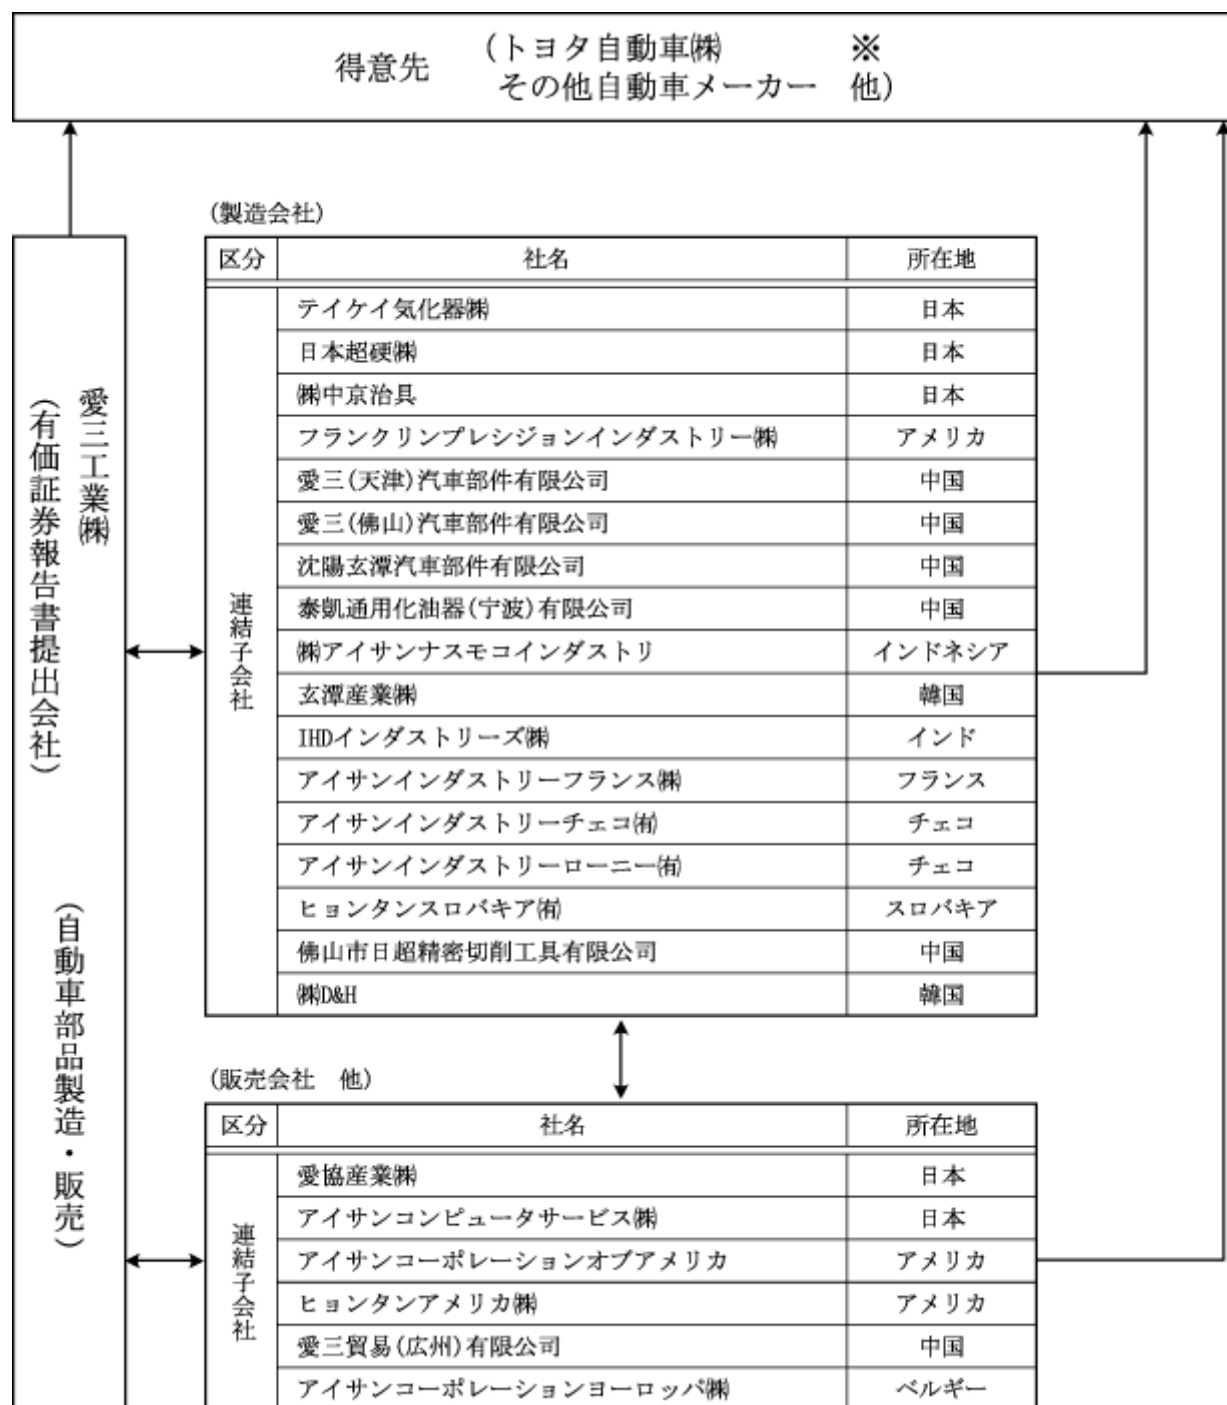 得意先
(トヨタ自動車㈱ ※
その他自動車メーカー 他)
愛三工業㈱
(有価証券報告書提出会社)
(自動車部品製造・販売)
(製造会社)
区分 社名 所在地
連結子会社
テイケイ気化器㈱ 日本
日本超硬㈱ 日本
㈱中京治具 日本
フランクリンプレシジョンインダストリー㈱ アメリカ
愛三(天津)汽車部件有限公司 中国
愛三(佛山)汽車部件有限公司 中国
沈陽玄潭汽車部件有限公司 中国
泰凱通用化油器(宁波)有限公司 中国
㈱アイサンナスモコインダストリ インドネシア
玄潭産業㈱ 韓国
IHDインダストリーズ㈱ インド
アイサンインダストリーフランス㈱ フランス
アイサンインダストリーチェコ㈲ チェコ
アイサンインダストリーローニー㈲ チェコ
ヒョンタンスロバキア㈲ スロバキア
佛山市日超精密切削工具有限公司 中国
㈱D&H 韓国
(販売会社 他)
区分 社名 所在地
連結子会社
愛協産業㈱ 日本
アイサンコンピュータサービス㈱ 日本
アイサンコーポレーションオブアメリカ アメリカ
ヒョンタンアメリカ㈱ アメリカ
愛三貿易(広州)有限公司 中国
アイサンコーポレーションヨーロッパ㈱ ベルギー